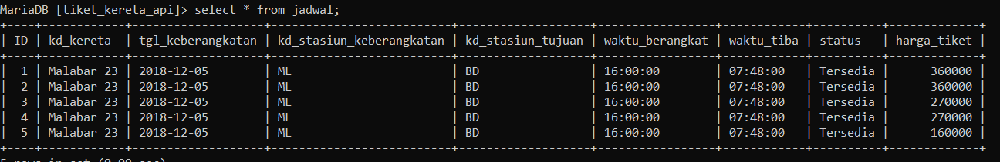 MariaDB [tiket_kereta_api]> select * from jadwal;
+----+------------+-------------------+-------------------------+-------------------+-----------------+------------+----------+-------------+
| ID | kd_kereta  | tgl_keberangkatan | kd_stasiun_keberangkatan | kd_stasiun_tujuan | waktu_berangkat | waktu_tiba | status   | harga_tiket |
+----+------------+-------------------+-------------------------+-------------------+-----------------+------------+----------+-------------+
|  1 | Malabar 23 | 2018-12-05        | ML                       | BD                | 16:00:00        | 07:48:00   | Tersedia |      360000 |
|  2 | Malabar 23 | 2018-12-05        | ML                       | BD                | 16:00:00        | 07:48:00   | Tersedia |      360000 |
|  3 | Malabar 23 | 2018-12-05        | ML                       | BD                | 16:00:00        | 07:48:00   | Tersedia |      270000 |
|  4 | Malabar 23 | 2018-12-05        | ML                       | BD                | 16:00:00        | 07:48:00   | Tersedia |      270000 |
|  5 | Malabar 23 | 2018-12-05        | ML                       | BD                | 16:00:00        | 07:48:00   | Tersedia |      160000 |
+----+------------+-------------------+-------------------------+-------------------+-----------------+------------+----------+-------------+